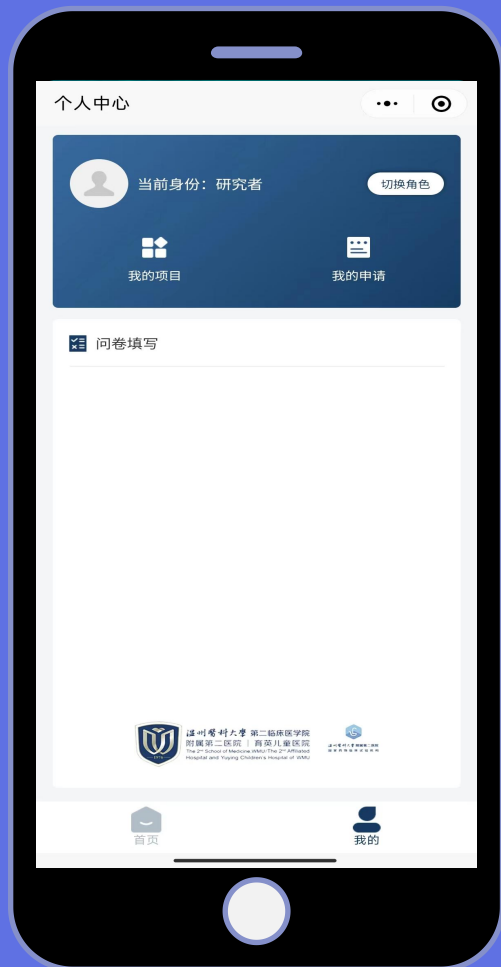 个人中心
当前身份：研究者
切换角色
我的项目
我的申请
问卷填写
温州医科大学 第二临床医学院
附属第二医院 | 育英儿童医院
The 2ⁿᵈ School of Medicine,WMU/The 2ⁿᵈ Affiliated
Hospital and Yuying Children's Hospital of WMU
首页
我的